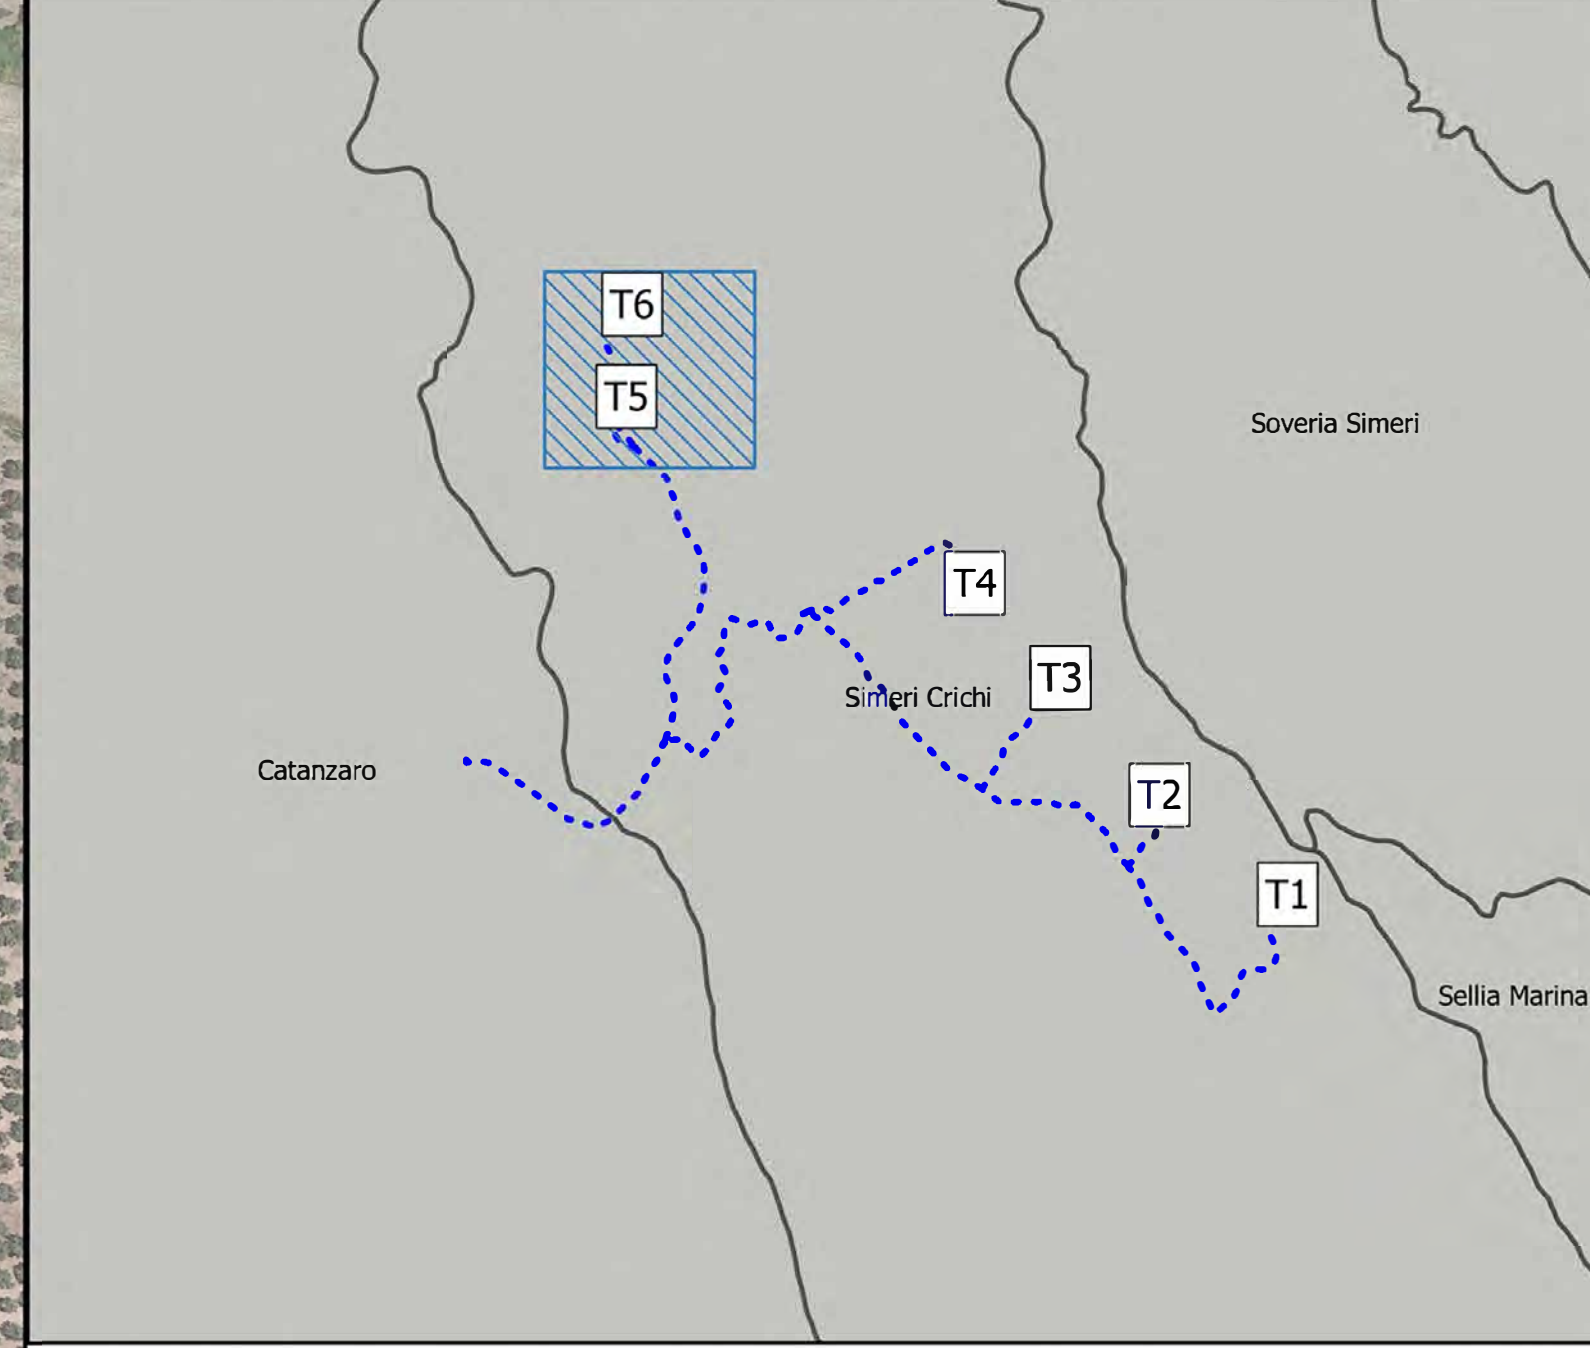 T6
T5
Soveria Simeri
T4
T3
Simeri Crichi
Catanzaro
T2
T1
Sellia Marina